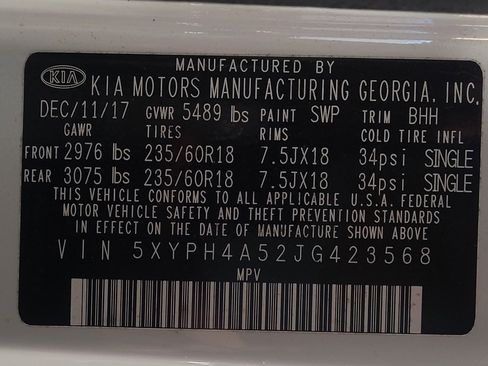 MANUFACTURED BY
KIA KIA MOTORS MANUFACTURING GEORGIA, INC.
DEC/11/17 GVWR 5489 lbs PAINT SWP TRIM BHH
GAWR TIRES RIMS COLD TIRE INFL
FRONT 2976 lbs 235/60R18 7.5JX18 34psi SINGLE
REAR 3075 lbs 235/60R18 7.5JX18 34psi SINGLE
THIS VEHICLE CONFORMS TO ALL APPLICABLE U.S.A FEDERAL
MOTOR VEHICLE SAFETY AND THEFT PREVENTION STANDARDS
IN EFFECT ON THE DATE OF MANUFACTURE SHOWN ABOVE
VIN 5XYPH4A52JG423568
MPV